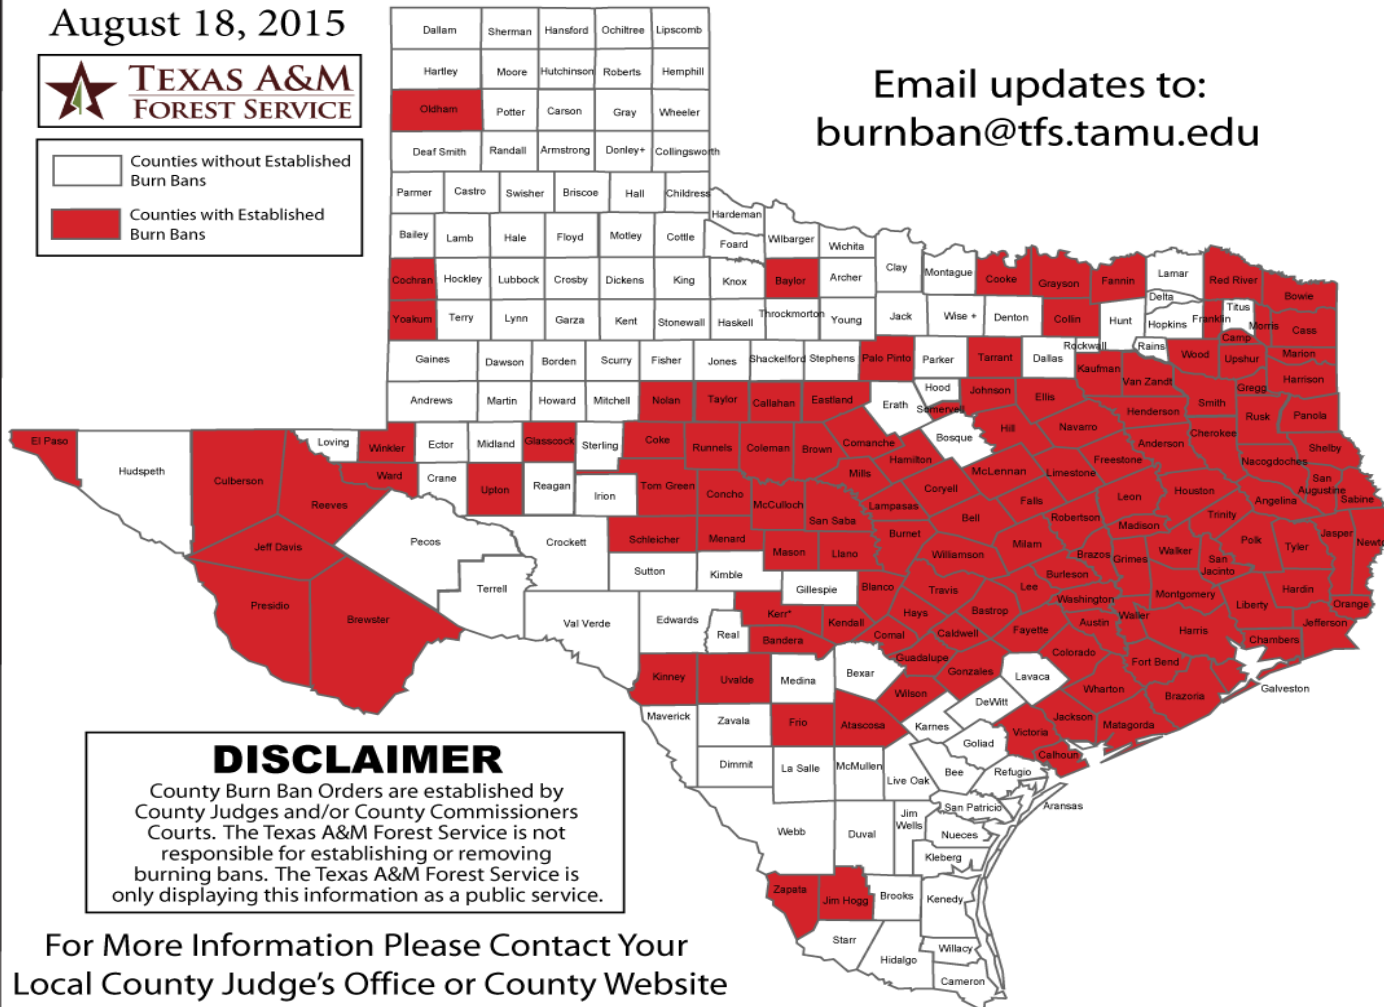 August 18, 2015
TEXAS A&M
FOREST SERVICE
Counties without Established
Burn Bans
Counties with Established
Burn Bans
Email updates to:
burnban@tfs.tamu.edu
Dallam Sherman Hansford Ochiltree Lipscomb
Hartley Moore Hutchinson Roberts Hemphill
Oldham Potter Carson Gray Wheeler
Deaf Smith Randall Armstrong Donley+ Collingsworth
Parmer Castro Swisher Briscoe Hall Childress
Hardeman
Bailey Lamb Hale Floyd Motley Cottle Foard Wilbarger Wichita
Cochran Hockley Lubbock Crosby Dickens King Knox Baylor Archer Clay Montague Cooke Grayson Fannin Lamar Red River Bowie
Delta
Yoakum Terry Lynn Garza Kent Stonewall Haskell Throckmorton Young Jack Wise + Denton Collin Hunt Hopkins Franklin Titus Morris Cass
Camp
Gaines Dawson Borden Scurry Fisher Jones Shackelford Stephens Palo Pinto Parker Tarrant Dallas Rockwall Rains Wood Upshur Marion
Kaufman Van Zandt Gregg Harrison
Andrews Martin Howard Mitchell Nolan Taylor Callahan Eastland Erath Hood Johnson Ellis Henderson Smith Rusk Panola
Somervell
El Paso Hudspeth Culberson Loving Winkler Ector Midland Glasscock Sterling Coke Runnels Coleman Brown Comanche Bosque Hill Navarro Anderson Cherokee Shelby
Hamilton Freestone Nacogdoches
Reeves Ward Crane Upton Reagan Irion Tom Green Concho Mills McLennan Limestone
San
Augustine
Sabine
McCulloch San Saba Lampasas Coryell Falls Leon Houston Angelina
Bell Robertson Madison Trinity
Jeff Davis Pecos Crockett Schleicher Menard Mason Llano Burnet Williamson Milam Brazos Grimes Walker
San
Jacinto
Polk Tyler Jasper Newto
Presidio Brewster Terrell Sutton Kimble Gillespie Blanco Travis Lee Burleson Washington Montgomery Liberty Hardin Orange
Val Verde Edwards Real Kerr* Kendall Hays Bastrop Austin Waller Harris Jefferson
Bandera Comal Caldwell Fayette Chambers
Kinney Uvalde Medina Bexar Guadalupe Gonzales Lavaca Colorado Fort Bend Galveston
Wilson DeWitt Wharton Brazoria
Maverick Zavala Frio Atascosa Karnes Victoria Jackson Matagorda
Goliad Calhoun
Dimmit La Salle McMullen Live Oak Bee Refugio
San Patricio Aransas
Webb Duval
Jim
Wells
Nueces
Kleberg
Zapata Jim Hogg Brooks Kenedy
Starr Hidalgo Willacy
Cameron
DISCLAIMER
County Burn Ban Orders are established by
County Judges and/or County Commissioners
Courts. The Texas A&M Forest Service is not
responsible for establishing or removing
burning bans. The Texas A&M Forest Service is
only displaying this information as a public service.
For More Information Please Contact Your
Local County Judge's Office or County Website